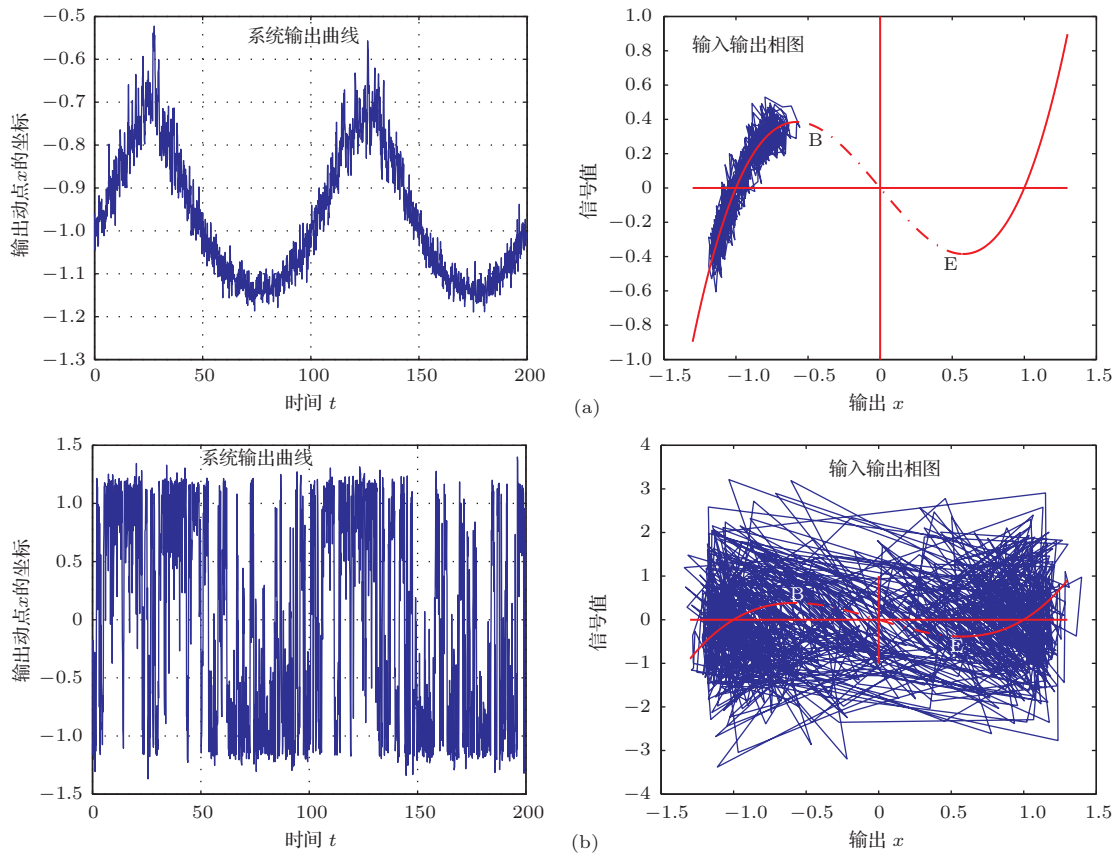 系统输出曲线
输出动点x的坐标
−0.5
−0.6
−0.7
−0.8
−0.9
−1.0
−1.1
−1.2
−1.3
0 50 100 150 200
时间 t
输入输出相图
信号值
1.0
0.8
0.6
0.4
0.2
0
−0.2
−0.4
−0.6
−0.8
−1.0
B
E
−1.5 −1.0 −0.5 0 0.5 1.0 1.5
输出 x
(a)
系统输出曲线
输出动点x的坐标
1.5
1.0
0.5
0
−0.5
−1.0
−1.5
0 50 100 150 200
时间 t
输入输出相图
信号值
4
3
2
1
0
−1
−2
−3
−4
B
E
−1.5 −1.0 −0.5 0 0.5 1.0 1.5
输出 x
(b)